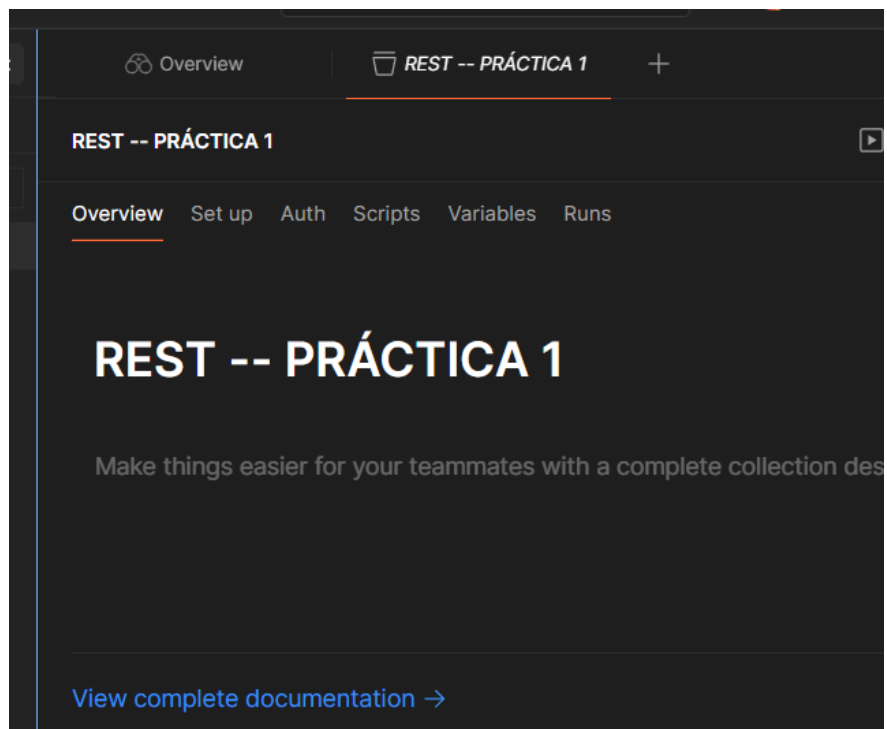 Overview REST -- PRÁCTICA 1
REST -- PRÁCTICA 1
Overview Set up Auth Scripts Variables Runs
REST -- PRÁCTICA 1
Make things easier for your teammates with a complete collection des
View complete documentation →